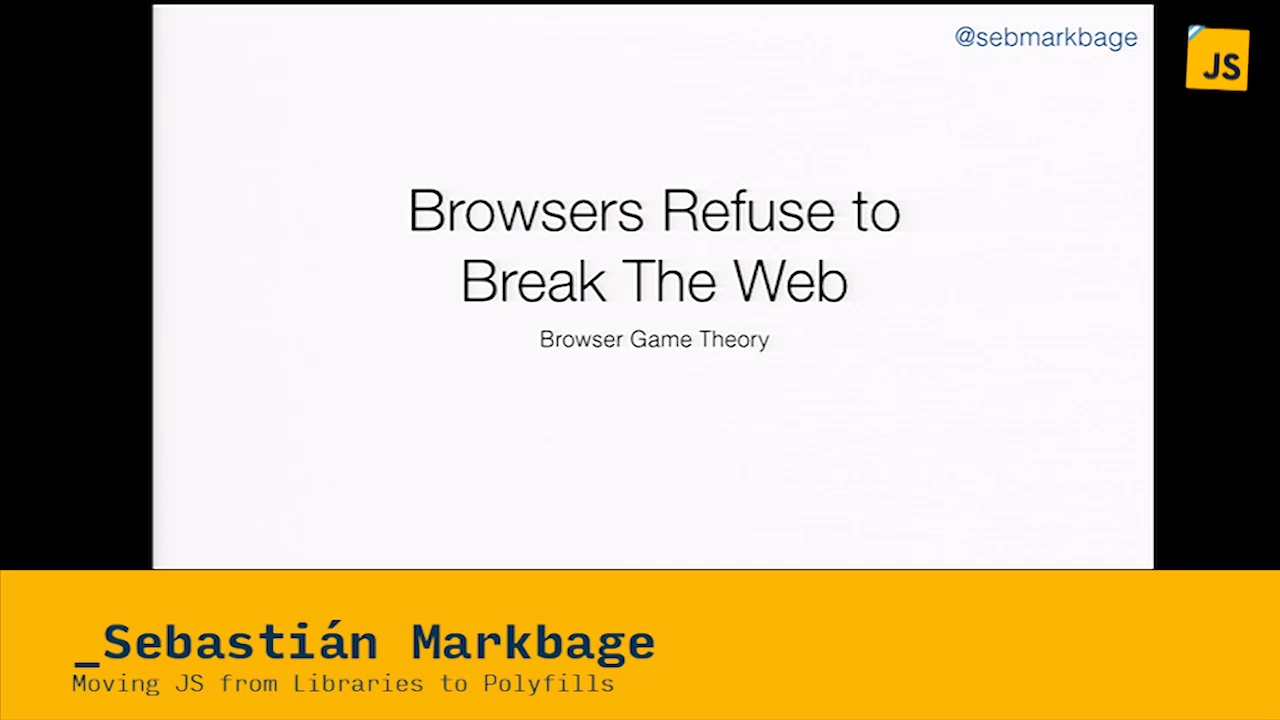 @sebmarkbage
JS
Browsers Refuse to
Break The Web
Browser Game Theory
_Sebastián Markbage
Moving JS from Libraries to Polyfills